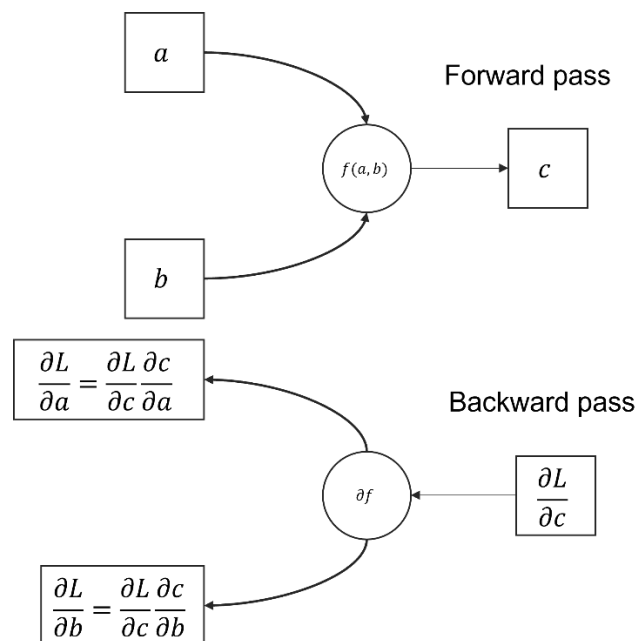 a
Forward pass
f(a, b)
c
b
∂L/∂a = ∂L/∂c ∂c/∂a
Backward pass
∂f
∂L/∂c
∂L/∂b = ∂L/∂c ∂c/∂b